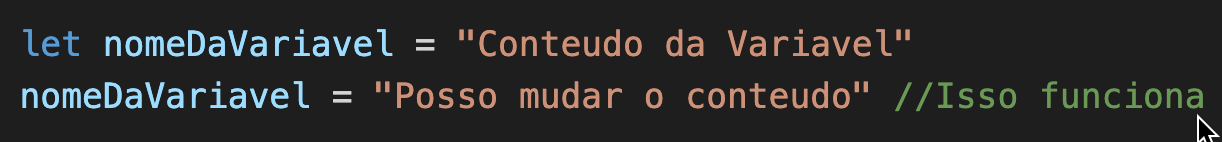 let nomeDaVariavel = "Conteudo da Variavel"
nomeDaVariavel = "Posso mudar o conteudo" //Isso funciona